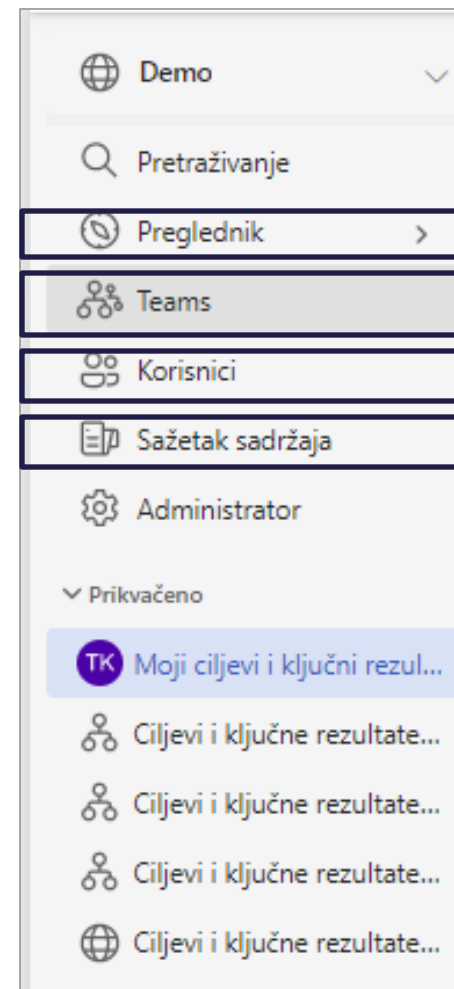 Demo
Pretraživanje
Preglednik
Teams
Korisnici
Sažetak sadržaja
Administrator
Prikvačeno
TK Moji ciljevi i ključni rezul...
Ciljevi i ključne rezultate...
Ciljevi i ključne rezultate...
Ciljevi i ključne rezultate...
Ciljevi i ključne rezultate...